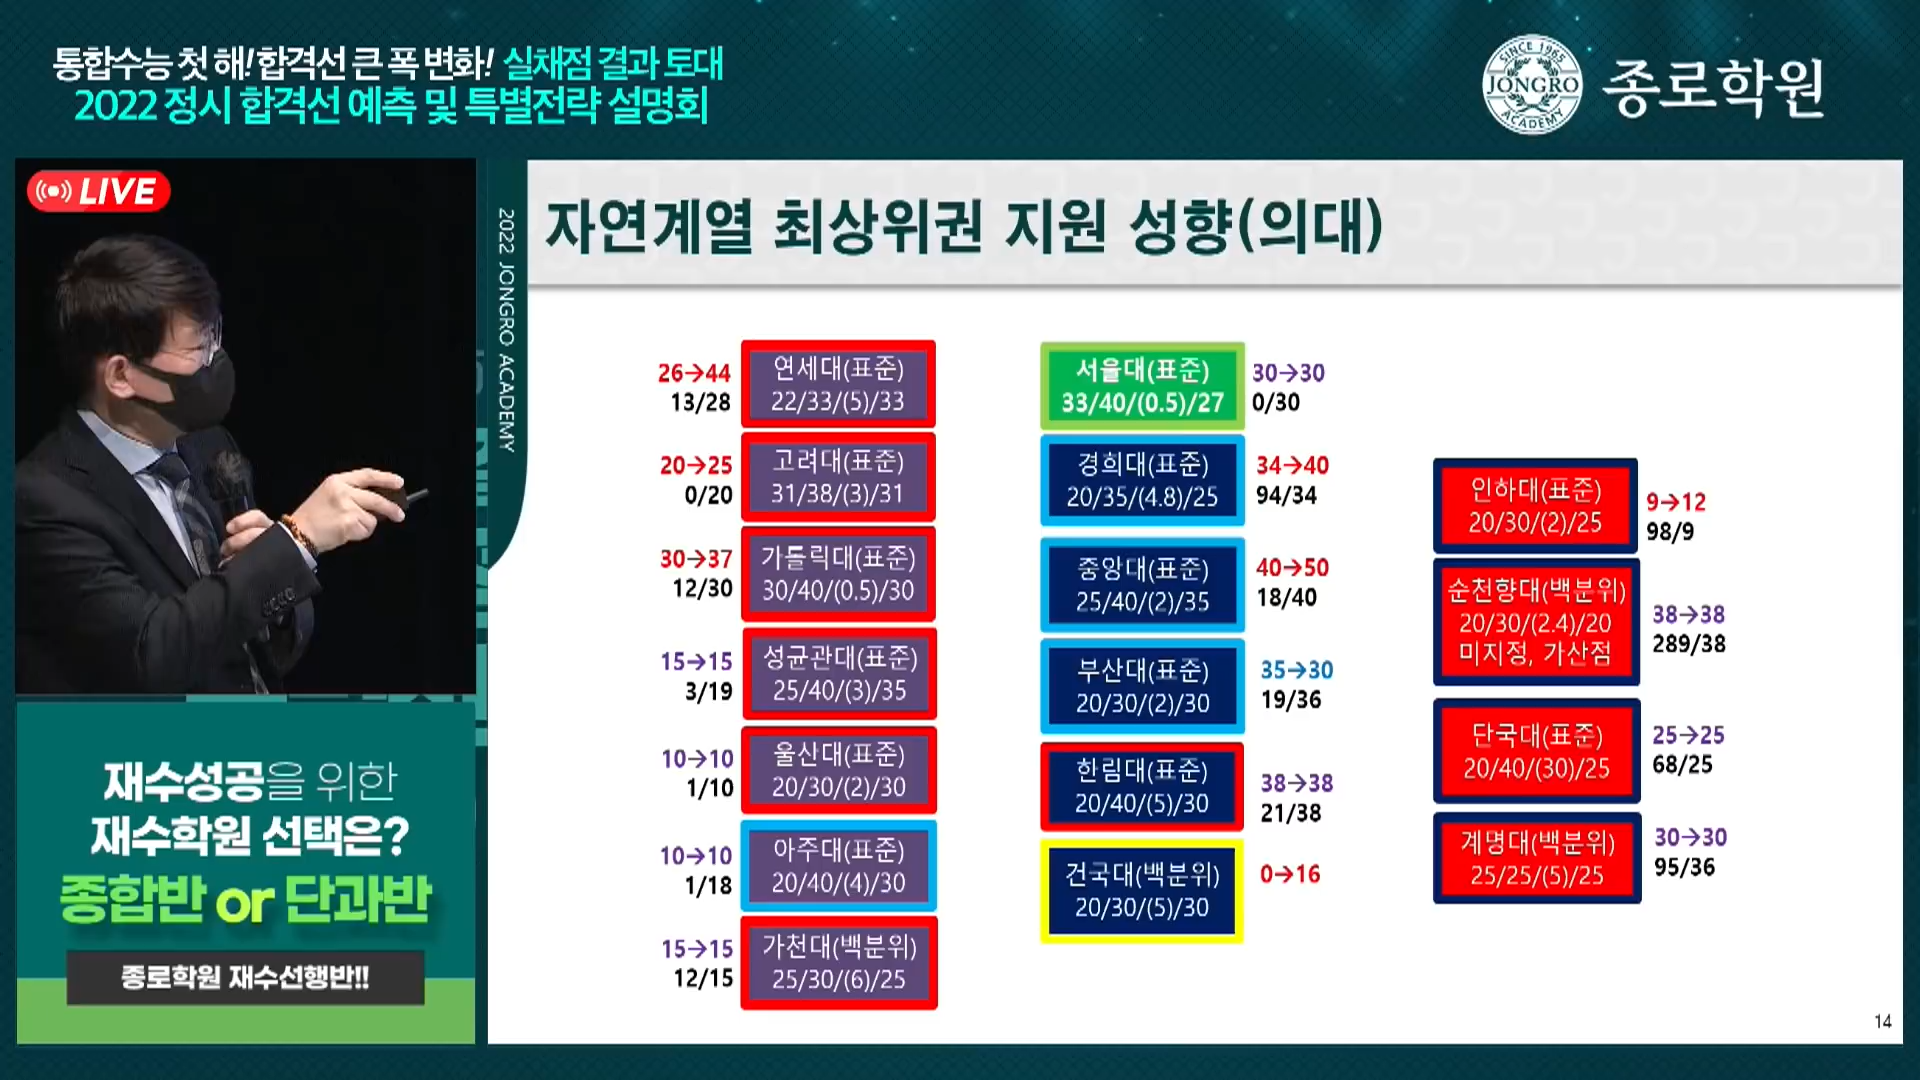 통합수능 첫 해! 합격선 큰 폭 변화! 실채점 결과 토대
2022 정시 합격선 예측 및 특별전략 설명회
SINCE 1965
JONGRO
ACADEMY
종로학원
LIVE
2022 JONGRO ACADEMY
자연계열 최상위권 지원 성향(의대)
26→44
13/28
연세대(표준)
22/33/(5)/33
20→25
0/20
고려대(표준)
31/38/(3)/31
30→37
12/30
가톨릭대(표준)
30/40/(0.5)/30
15→15
3/19
성균관대(표준)
25/40/(3)/35
10→10
1/10
울산대(표준)
20/30/(2)/30
10→10
1/18
아주대(표준)
20/40/(4)/30
15→15
12/15
가천대(백분위)
25/30/(6)/25
서울대(표준)
33/40/(0.5)/27
30→30
0/30
경희대(표준)
20/35/(4.8)/25
34→40
94/34
중앙대(표준)
25/40/(2)/35
40→50
18/40
부산대(표준)
20/30/(2)/30
35→30
19/36
한림대(표준)
20/40/(5)/30
38→38
21/38
건국대(백분위)
20/30/(5)/30
0→16
인하대(표준)
20/30/(2)/25
9→12
98/9
순천향대(백분위)
20/30/(2.4)/20
미지정, 가산점
38→38
289/38
단국대(표준)
20/40/(30)/25
25→25
68/25
계명대(백분위)
25/25/(5)/25
30→30
95/36
14
재수성공을 위한
재수학원 선택은?
종합반 or 단과반
종로학원 재수선행반!!